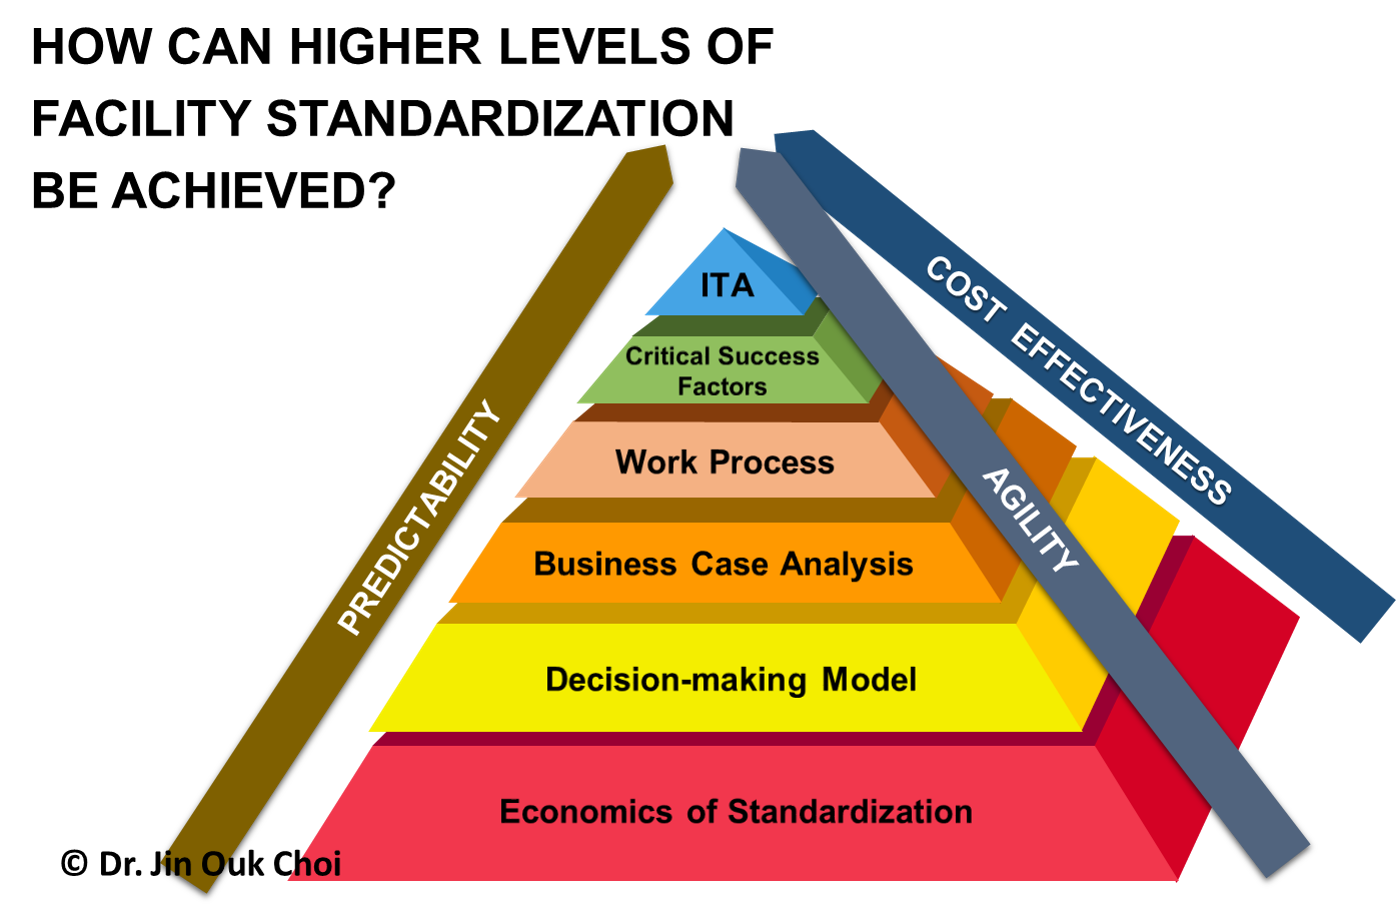 HOW CAN HIGHER LEVELS OF
FACILITY STANDARDIZATION
BE ACHIEVED?
ITA
Critical Success
Factors
Work Process
Business Case Analysis
Decision-making Model
Economics of Standardization
PREDICTABILITY
AGILITY
COST EFFECTIVENESS
© Dr. Jin Ouk Choi